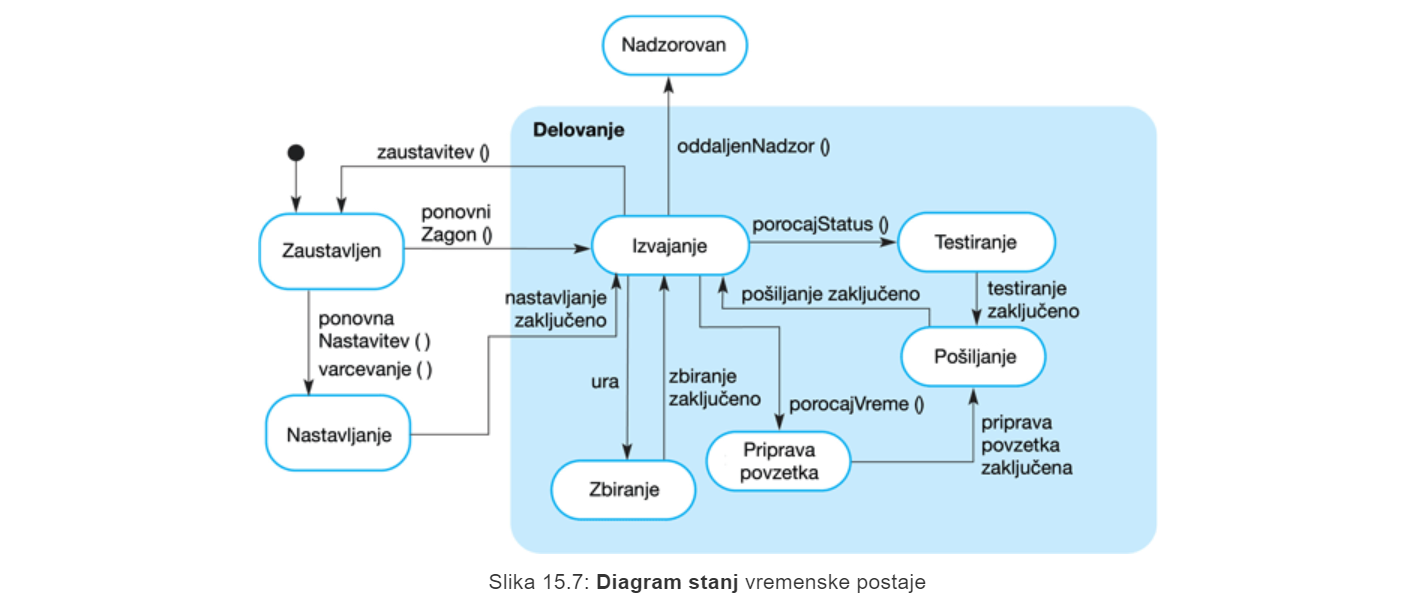 Nadzorovan
Delovanje
zaustavitev ()
oddaljenNadzor ()
ponovni
Zagon ()
porocajStatus ()
Zaustavljen
Izvajanje
Testiranje
nastavljanje
zaključeno
pošiljanje zaključeno
testiranje
zaključeno
ponovna
Nastavitev ( )
varcevanje ( )
Pošiljanje
ura
zbiranje
zaključeno
porocajVreme ()
priprava
povzetka
zaključena
Nastavljanje
Priprava
povzetka
Zbiranje
Slika 15.7: Diagram stanj vremenske postaje